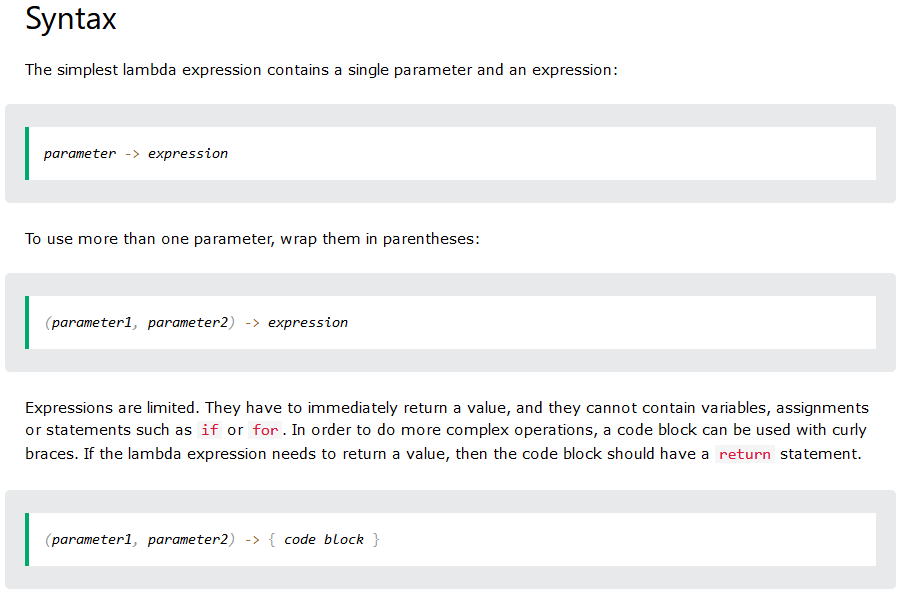 Syntax
The simplest lambda expression contains a single parameter and an expression:
parameter -> expression
To use more than one parameter, wrap them in parentheses:
(parameter1, parameter2) -> expression
Expressions are limited. They have to immediately return a value, and they cannot contain variables, assignments
or statements such as if or for. In order to do more complex operations, a code block can be used with curly
braces. If the lambda expression needs to return a value, then the code block should have a return statement.
(parameter1, parameter2) -> { code block }